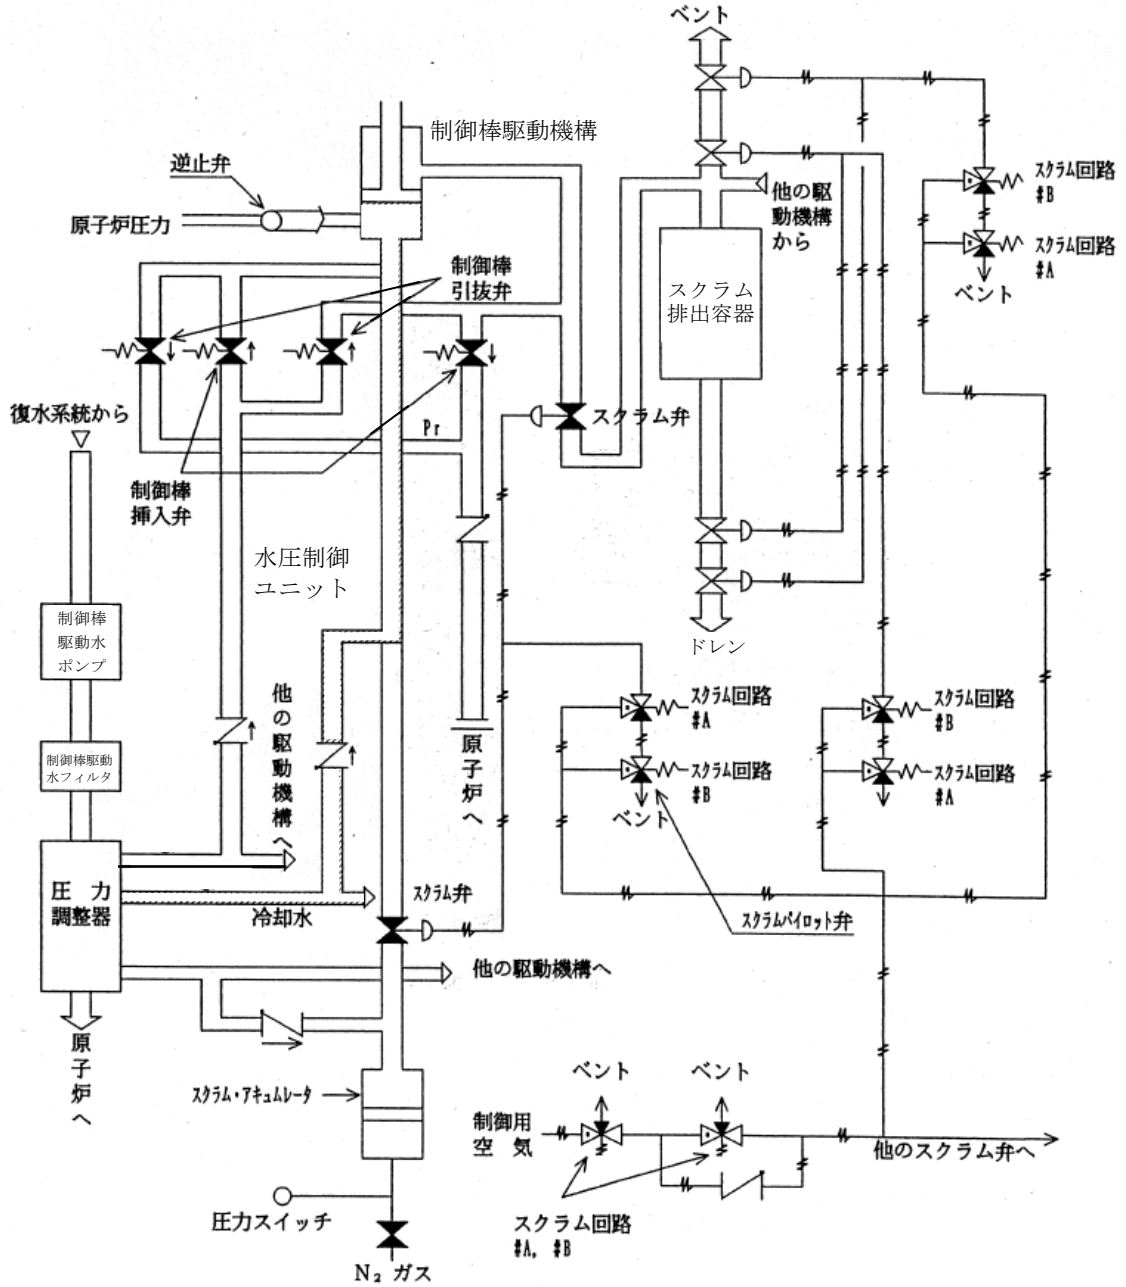 ベント
制御棒駆動機構
逆止弁
原子炉圧力
他の駆
動機構
から
スクラム回路
#B
スクラム回路
#A
ベント
制御棒
引抜弁
スクラム
排出容器
復水系統から
Pr
スクラム弁
制御棒
挿入弁
水圧制御
ユニット
制御棒
駆動水
ポンプ
ドレン
他の駆動機構へ
原子炉へ
スクラム回路
#A
スクラム回路
#B
ベント
スクラム回路
#B
スクラム回路
#A
制御棒駆動
水フィルタ
圧力
調整器
冷却水
スクラム弁
スクラムパイロット弁
他の駆動機構へ
原子炉へ
スクラム・アキュムレータ
ベント
ベント
制御用
空気
他のスクラム弁へ
圧力スイッチ
スクラム回路
#A, #B
N₂ ガス